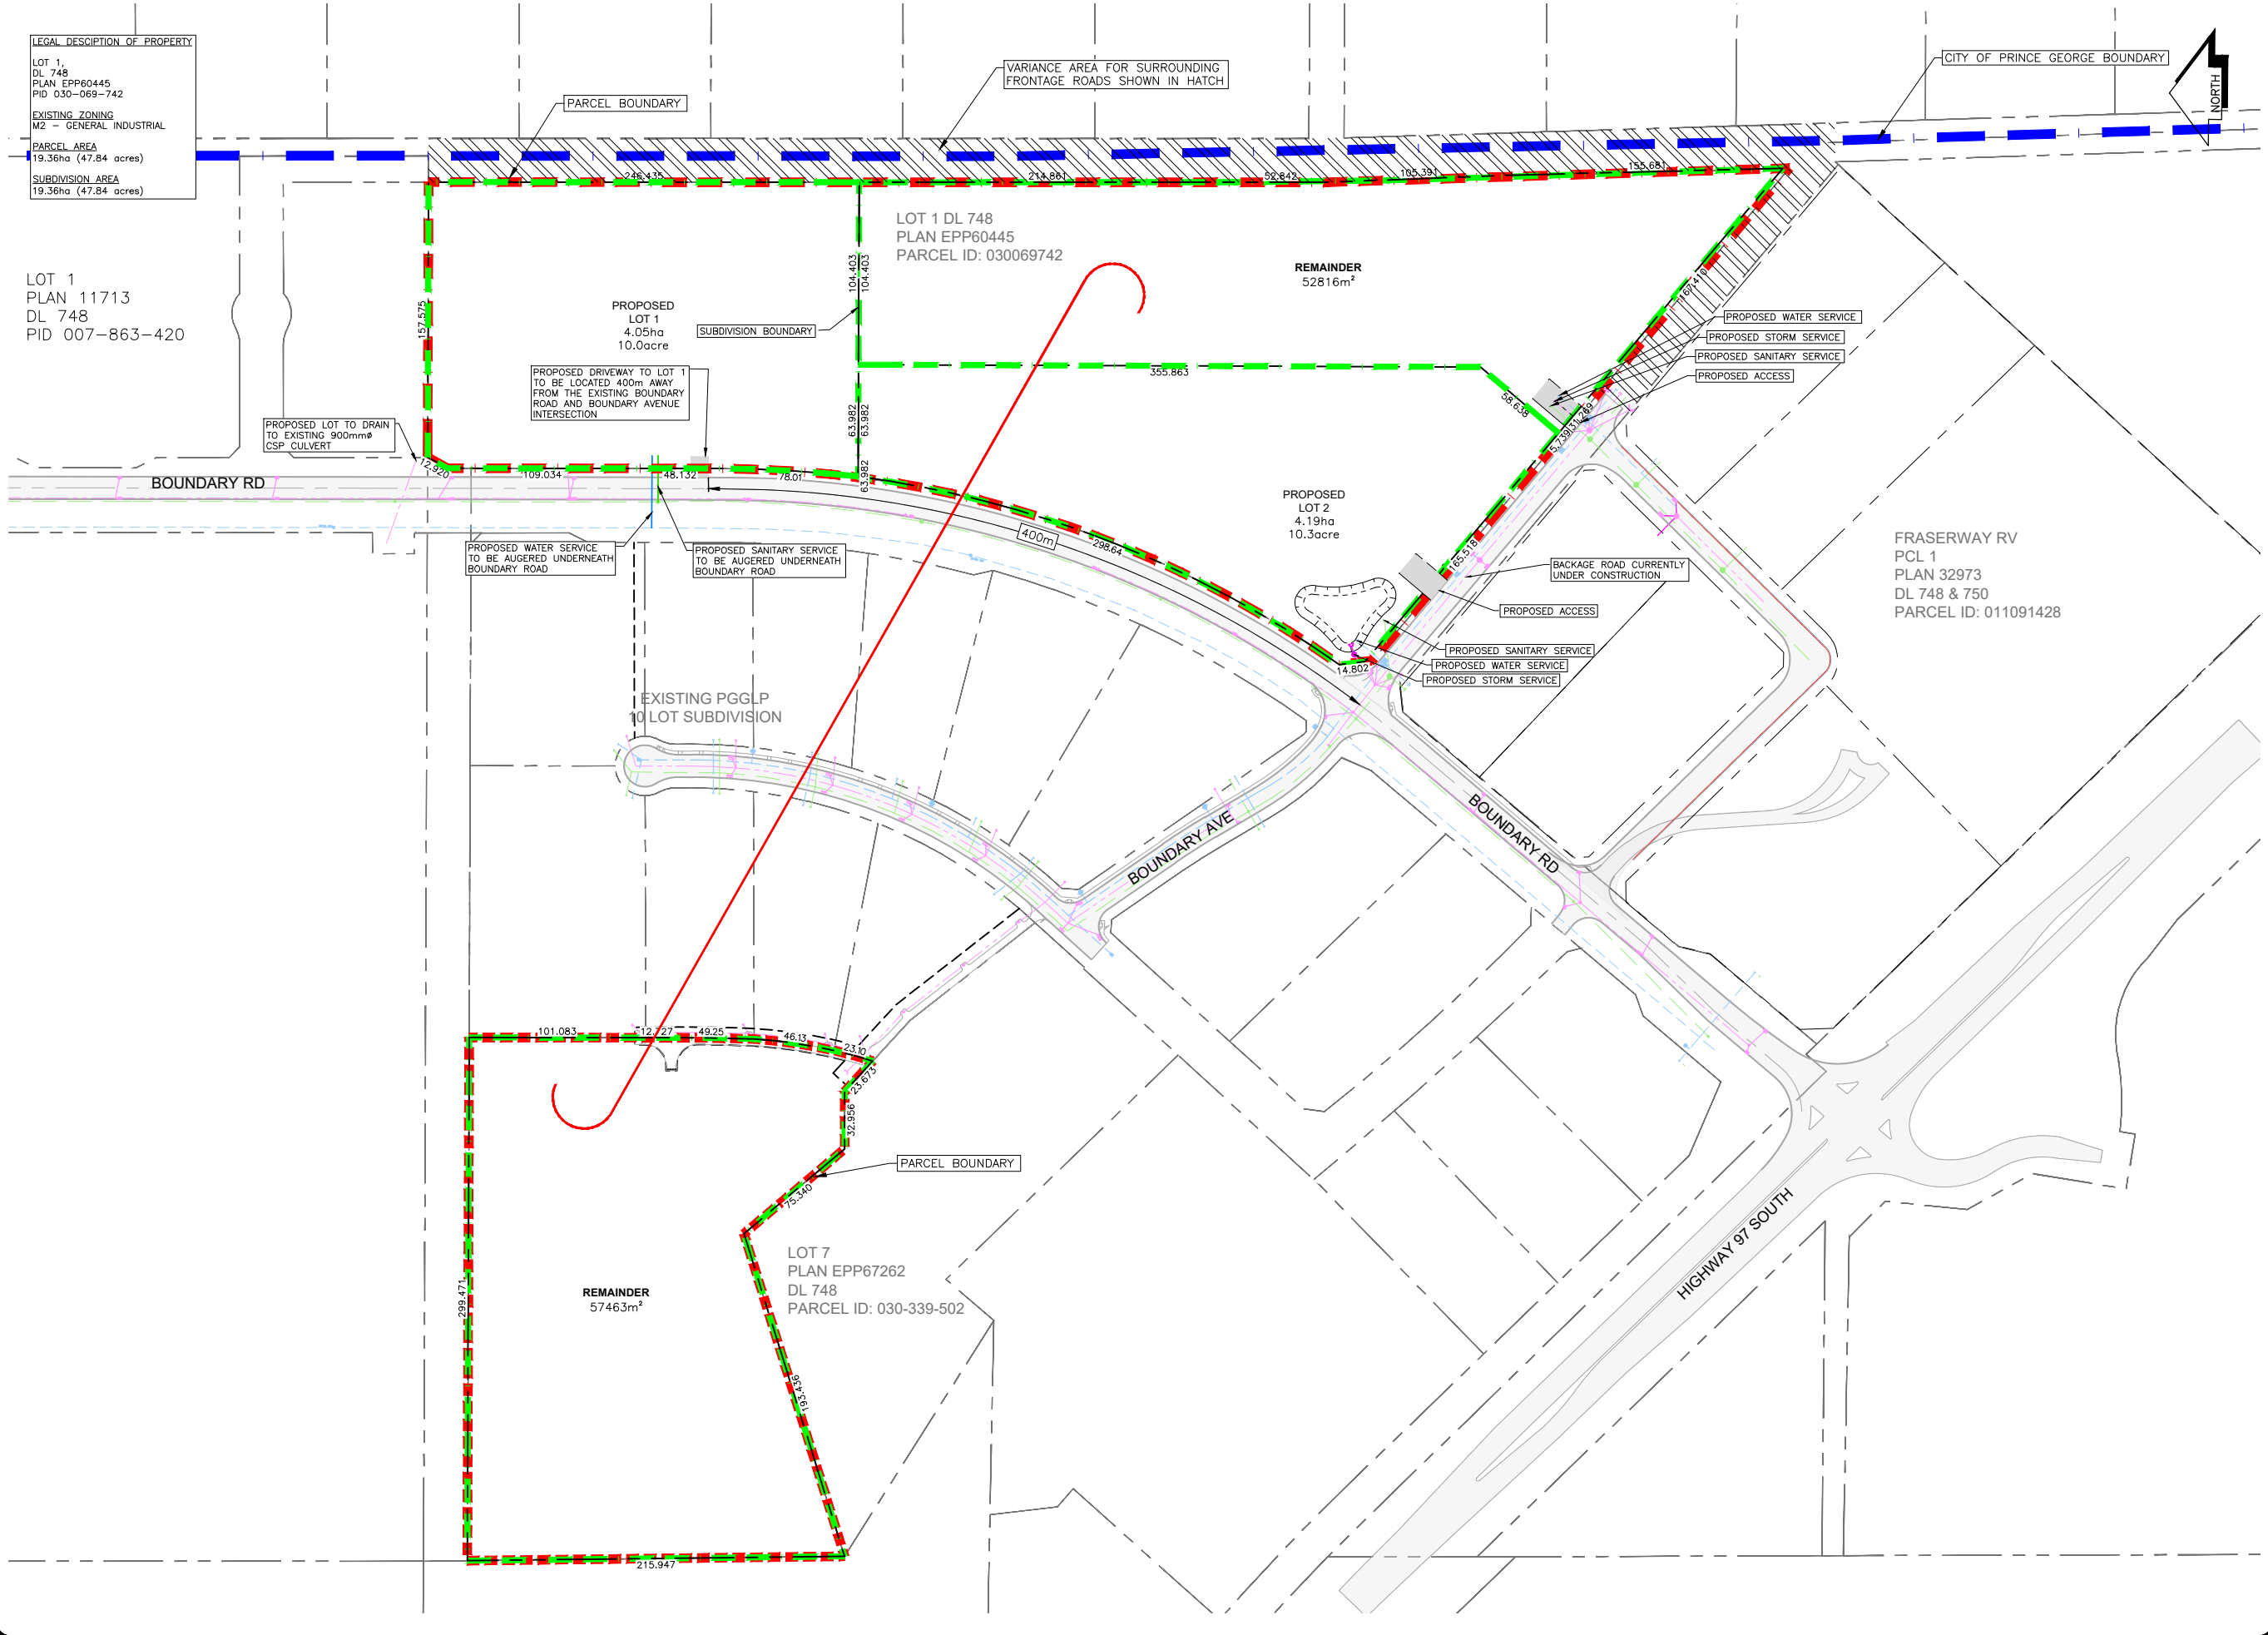 LEGAL DESCIPTION OF PROPERTY
LOT 1,
DL 748
PLAN EPP60445
PID 030-069-742
EXISTING ZONING
M2 - GENERAL INDUSTRIAL
PARCEL AREA
19.36ha (47.84 acres)
SUBDIVISION AREA
19.36ha (47.84 acres)
PARCEL BOUNDARY
VARIANCE AREA FOR SURROUNDING
FRONTAGE ROADS SHOWN IN HATCH
CITY OF PRINCE GEORGE BOUNDARY
NORTH
246.435
214.861
52.842
105.391
155.681
LOT 1
PLAN 11713
DL 748
PID 007-863-420
157.575
PROPOSED
LOT 1
4.05ha
10.0acre
SUBDIVISION BOUNDARY
104.403
104.403
LOT 1 DL 748
PLAN EPP60445
PARCEL ID: 030069742
REMAINDER
52816m²
167.410
PROPOSED WATER SERVICE
PROPOSED STORM SERVICE
PROPOSED SANITARY SERVICE
PROPOSED ACCESS
PROPOSED DRIVEWAY TO LOT 1
TO BE LOCATED 400m AWAY
FROM THE EXISTING BOUNDARY
ROAD AND BOUNDARY AVENUE
INTERSECTION
355.863
58.638
63.982
63.982
63.982
PROPOSED LOT TO DRAIN
TO EXISTING 900mmø
CSP CULVERT
12.920
109.034
48.132
78.01
BOUNDARY RD
400m
298.64
PROPOSED
LOT 2
4.19ha
10.3acre
165.518
BACKAGE ROAD CURRENTLY
UNDER CONSTRUCTION
PROPOSED ACCESS
PROPOSED SANITARY SERVICE
PROPOSED WATER SERVICE
PROPOSED STORM SERVICE
14.802
FRASERWAY RV
PCL 1
PLAN 32973
DL 748 & 750
PARCEL ID: 011091428
PROPOSED WATER SERVICE
TO BE AUGERED UNDERNEATH
BOUNDARY ROAD
PROPOSED SANITARY SERVICE
TO BE AUGERED UNDERNEATH
BOUNDARY ROAD
EXISTING PGGLP
10 LOT SUBDIVISION
BOUNDARY AVE
BOUNDARY RD
101.083
49.25
46.13
23.10
23.673
32.956
PARCEL BOUNDARY
75.340
LOT 7
PLAN EPP67262
DL 748
PARCEL ID: 030-339-502
REMAINDER
57463m²
299.471
193.436
215.947
HIGHWAY 97 SOUTH